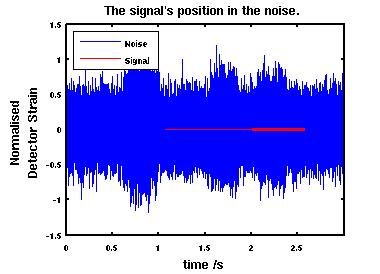 The signal's position in the noise.
1.5
Noise
Signal
1
0.5
0
-0.5
-1
-1.5
Normalised
Detector Strain
0 0.5 1 1.5 2 2.5
time /s